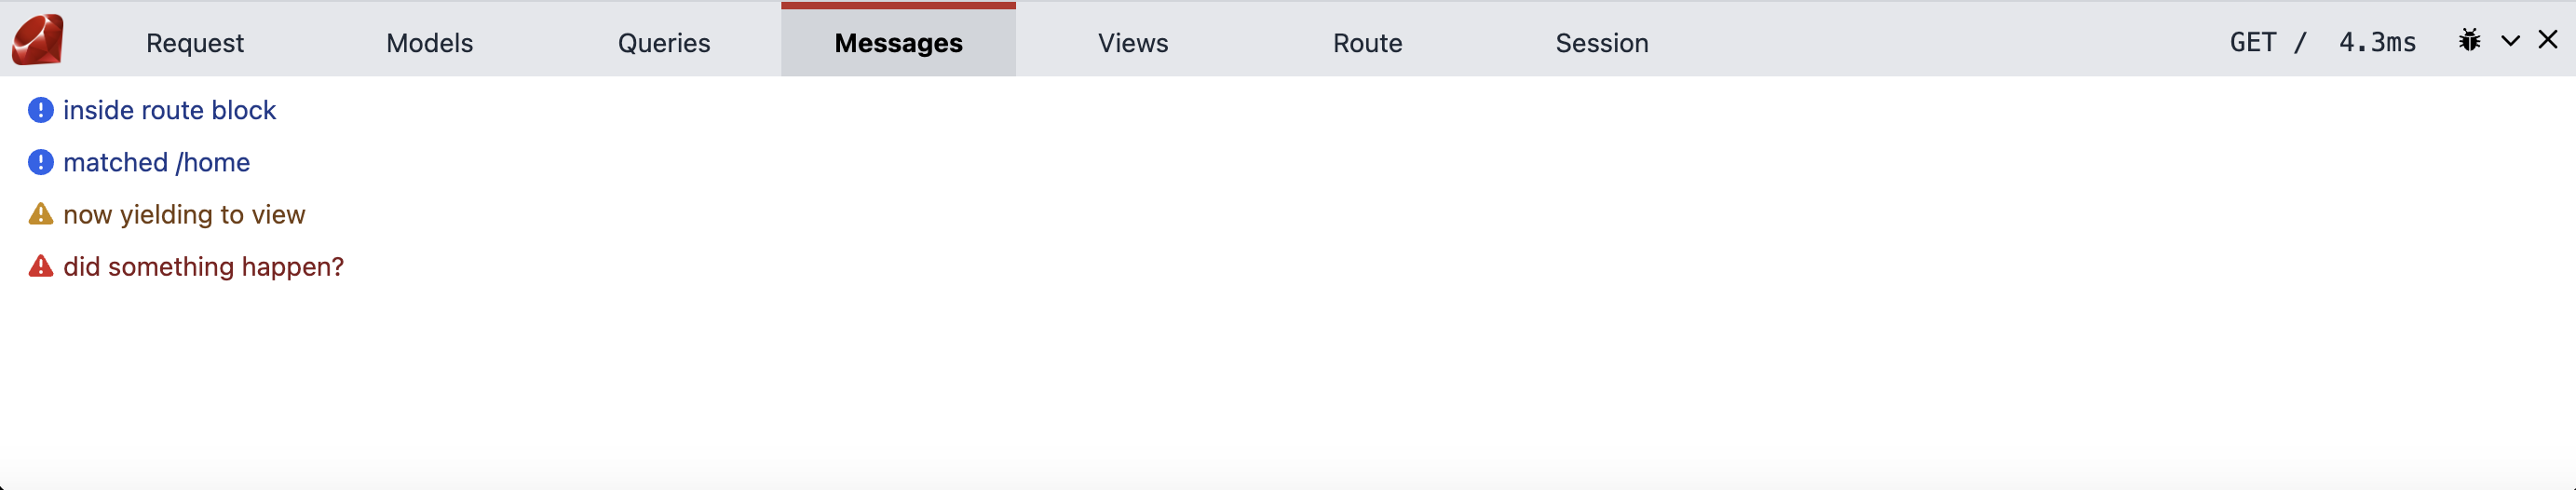 Request Models Queries Messages Views Route Session GET / 4.3ms
inside route block
matched /home
now yielding to view
did something happen?